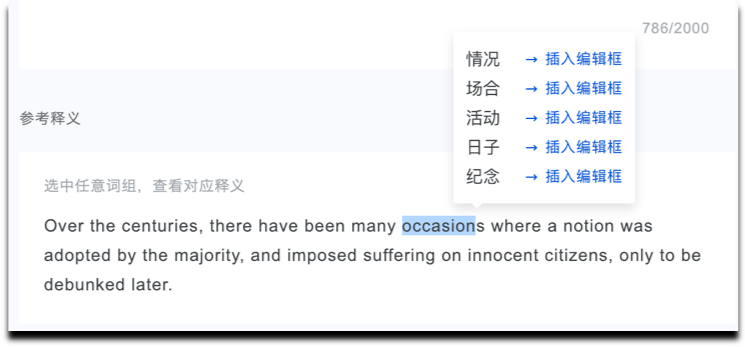 786/2000
情况 → 插入编辑框
场合 → 插入编辑框
活动 → 插入编辑框
日子 → 插入编辑框
纪念 → 插入编辑框
参考释义
选中任意词组，查看对应释义
Over the centuries, there have been many occasions where a notion was
adopted by the majority, and imposed suffering on innocent citizens, only to be
debunked later.